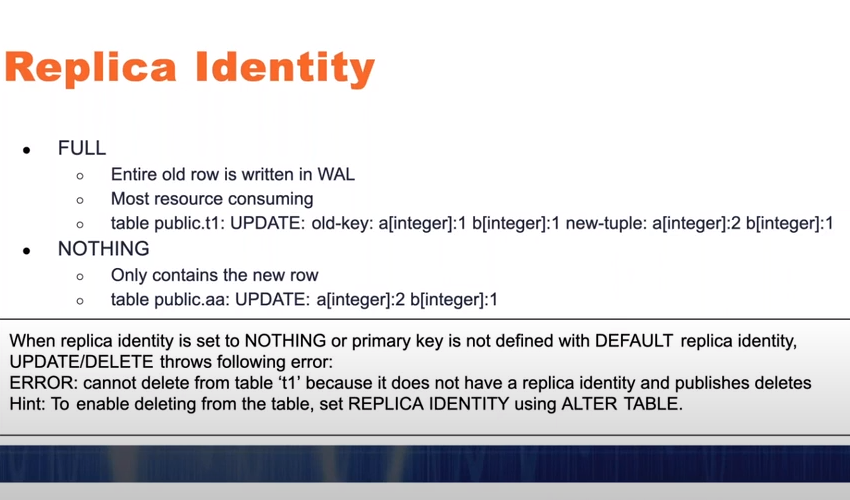 Replica Identity
● FULL
○ Entire old row is written in WAL
○ Most resource consuming
○ table public.t1: UPDATE: old-key: a[integer]:1 b[integer]:1 new-tuple: a[integer]:2 b[integer]:1
● NOTHING
○ Only contains the new row
○ table public.aa: UPDATE: a[integer]:2 b[integer]:1
When replica identity is set to NOTHING or primary key is not defined with DEFAULT replica identity,
UPDATE/DELETE throws following error:
ERROR: cannot delete from table ‘t1’ because it does not have a replica identity and publishes deletes
Hint: To enable deleting from the table, set REPLICA IDENTITY using ALTER TABLE.